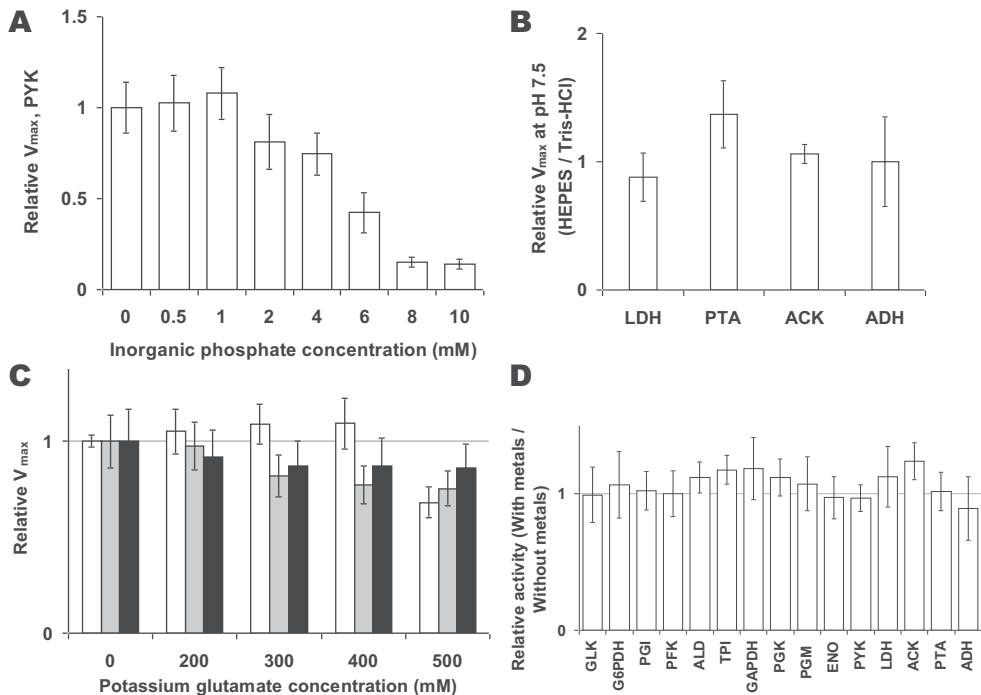 A
Relative Vmax, PYK
1.5
1
0.5
0
0 0.5 1 2 4 6 8 10
Inorganic phosphate concentration (mM)
B
Relative Vmax at pH 7.5
(HEPES / Tris-HCl)
2
1
0
LDH PTA ACK ADH
C
Relative Vmax
1
0
0 200 300 400 500
Potassium glutamate concentration (mM)
D
Relative activity (With metals /
Without metals)
2
1
0
GLK G6PDH PGI PFK ALD TPI GAPDH PGK PGM ENO PYK LDH ACK PTA ADH